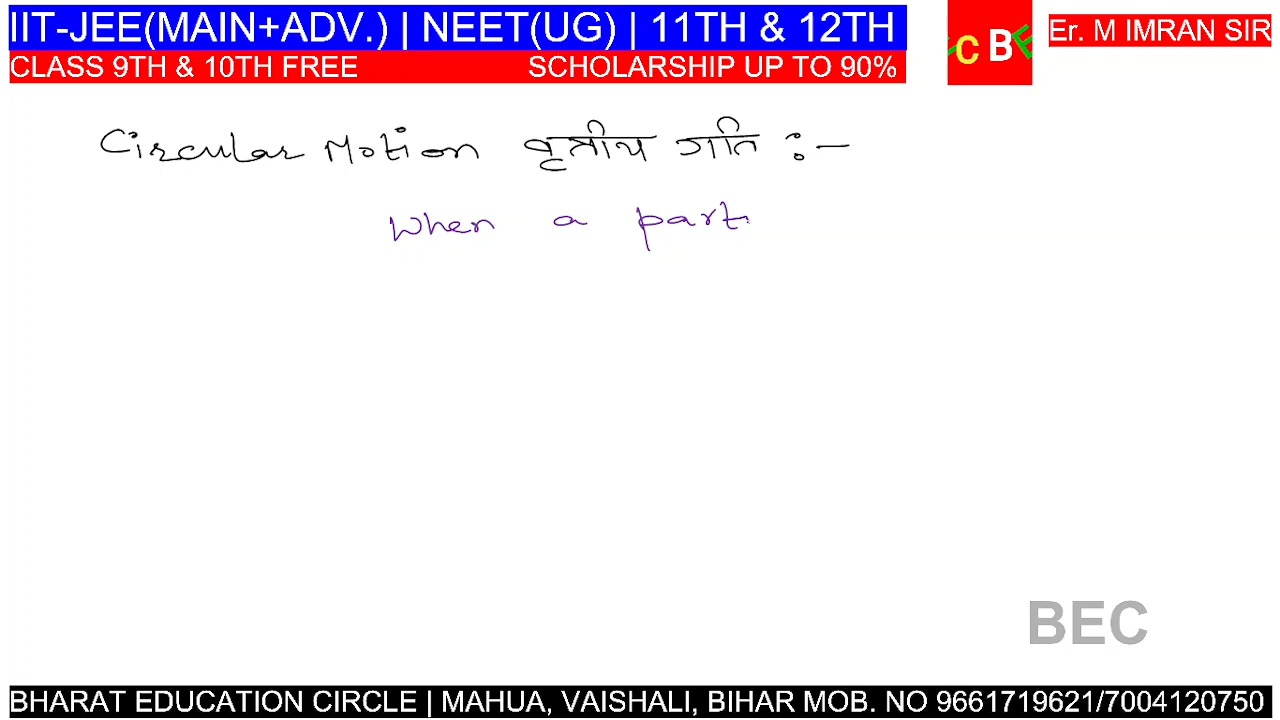 IIT-JEE(MAIN+ADV.) | NEET(UG) | 11TH & 12TH
CLASS 9TH & 10TH FREE SCHOLARSHIP UP TO 90%
C B E
Er. M IMRAN SIR
Circular Motion वृत्तीय गति :-
When a part
BEC
BHARAT EDUCATION CIRCLE | MAHUA, VAISHALI, BIHAR MOB. NO 9661719621/7004120750